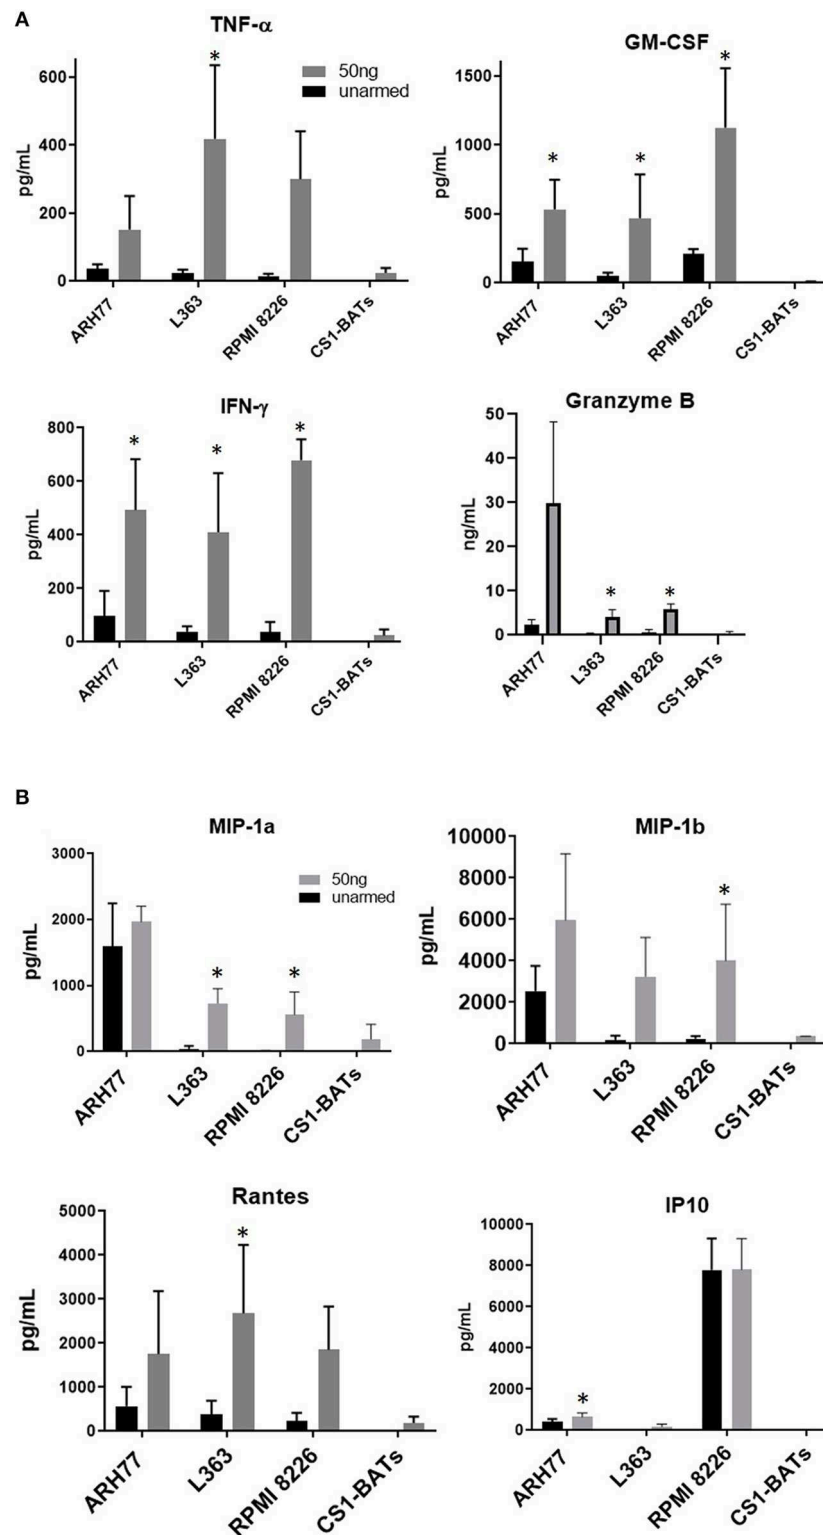 A
TNF-α
* 50ng
unarmed
pg/mL
600
400
200
0
ARH77
L363
RPMI 8226
CS1-BATs
GM-CSF
* * *
pg/mL
1500
1000
500
0
ARH77
L363
RPMI 8226
CS1-BATs
IFN-γ
* * *
pg/mL
800
600
400
200
0
ARH77
L363
RPMI 8226
CS1-BATs
Granzyme B
* *
ng/mL
50
40
30
20
10
0
ARH77
L363
RPMI 8226
CS1-BATs
B
MIP-1a
50ng
unarmed
* *
pg/mL
3000
2000
1000
0
ARH77
L363
RPMI 8226
CS1-BATs
MIP-1b
*
pg/mL
10000
8000
6000
4000
2000
0
ARH77
L363
RPMI 8226
CS1-BATs
Rantes
*
pg/mL
5000
4000
3000
2000
1000
0
ARH77
L363
RPMI 8226
CS1-BATs
IP10
*
pg/mL
10000
8000
6000
4000
2000
0
ARH77
L363
RPMI 8226
CS1-BATs